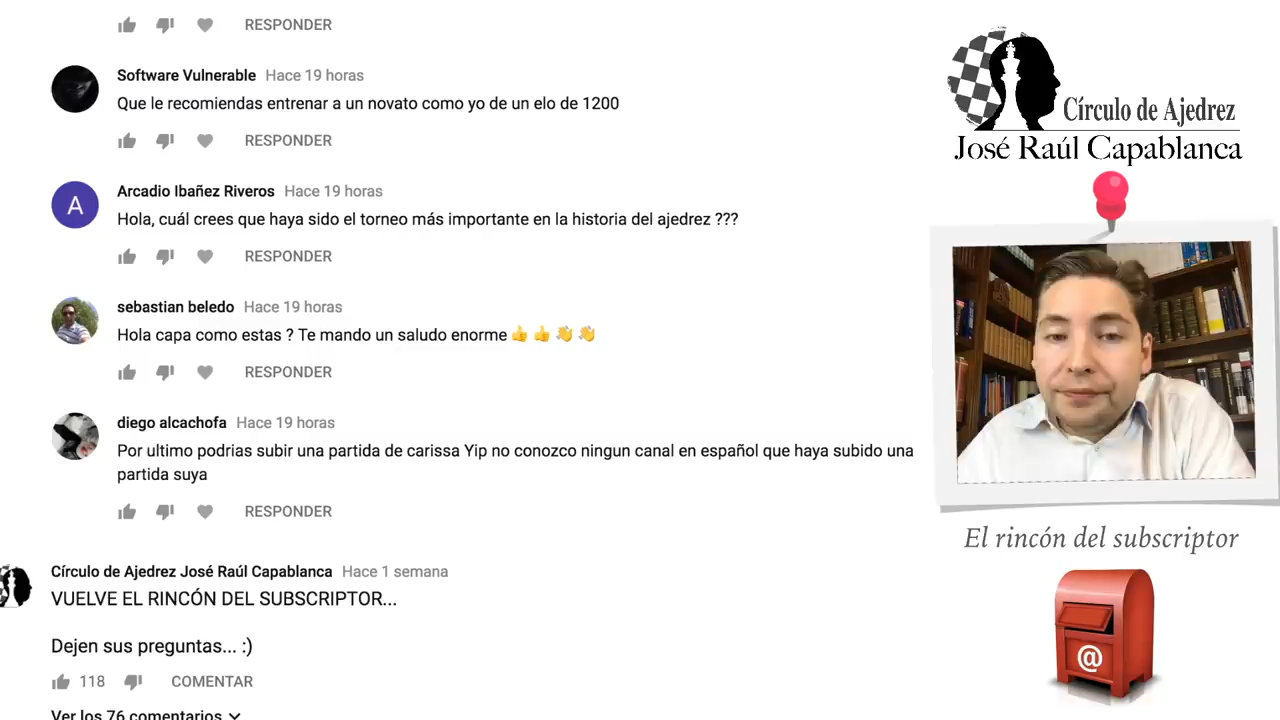 RESPONDER
Software Vulnerable Hace 19 horas
Que le recomiendas entrenar a un novato como yo de un elo de 1200
RESPONDER
A
Arcadio Ibañez Riveros Hace 19 horas
Hola, cuál crees que haya sido el torneo más importante en la historia del ajedrez ???
RESPONDER
sebastian beledo Hace 19 horas
Hola capa como estas ? Te mando un saludo enorme 👍 👍 👏 👏
RESPONDER
diego alcachofa Hace 19 horas
Por ultimo podrias subir una partida de carissa Yip no conozco ningun canal en español que haya subido una
partida suya
RESPONDER
Círculo de Ajedrez José Raúl Capablanca Hace 1 semana
VUELVE EL RINCÓN DEL SUBSCRIPTOR...
Dejen sus preguntas... :)
118 COMENTAR
Ver los 76 comentarios
Círculo de Ajedrez
José Raúl Capablanca
El rincón del subscriptor
@